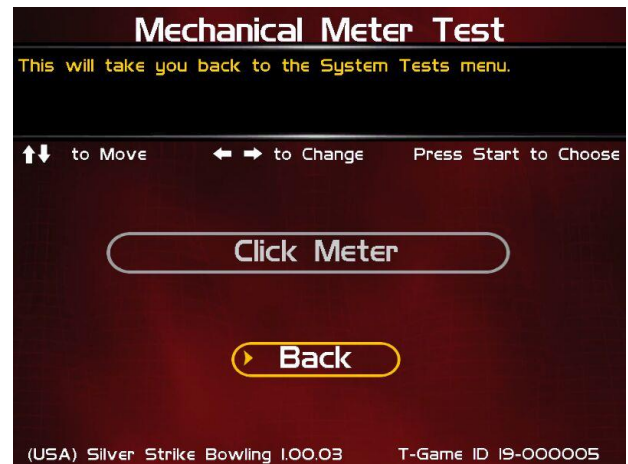 Mechanical Meter Test
This will take you back to the System Tests menu.
to Move to Change Press Start to Choose
Click Meter
Back
(USA) Silver Strike Bowling 1.00.03 T-Game ID 19-000005